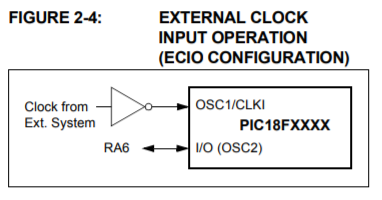 FIGURE 2-4: EXTERNAL CLOCK
INPUT OPERATION
(ECIO CONFIGURATION)
Clock from
Ext. System
OSC1/CLKI
PIC18FXXXX
RA6
I/O (OSC2)